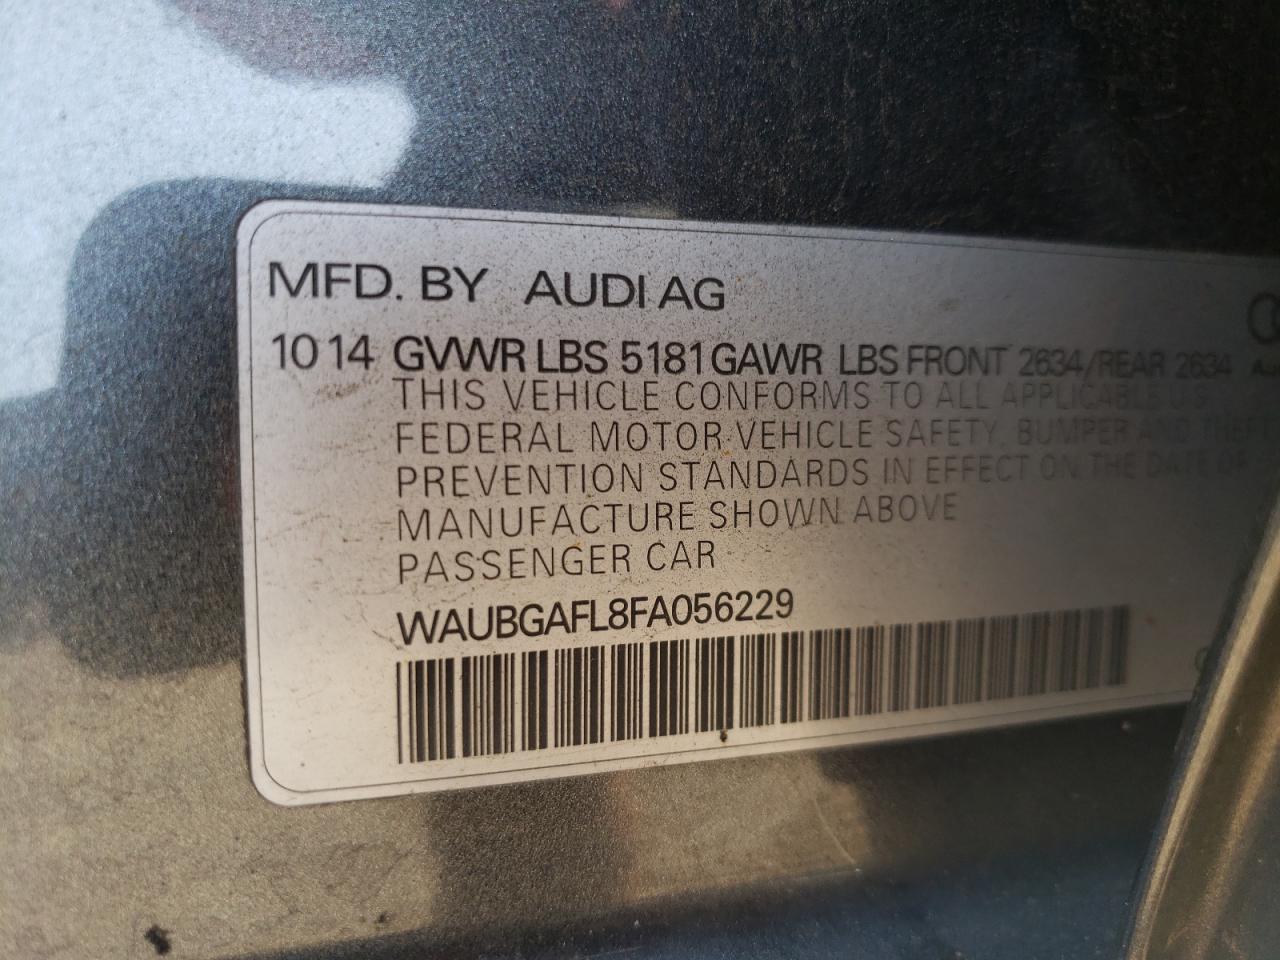 MFD. BY AUDI AG
10 14 GVWR LBS 5181 GAWR LBS FRONT 2634/REAR 2634
THIS VEHICLE CONFORMS TO ALL APPLICABLE U.S.
FEDERAL MOTOR VEHICLE SAFETY, BUMPER AND THEFT
PREVENTION STANDARDS IN EFFECT ON THE DATE OF
MANUFACTURE SHOWN ABOVE
PASSENGER CAR
WAUBGAFL8FA056229